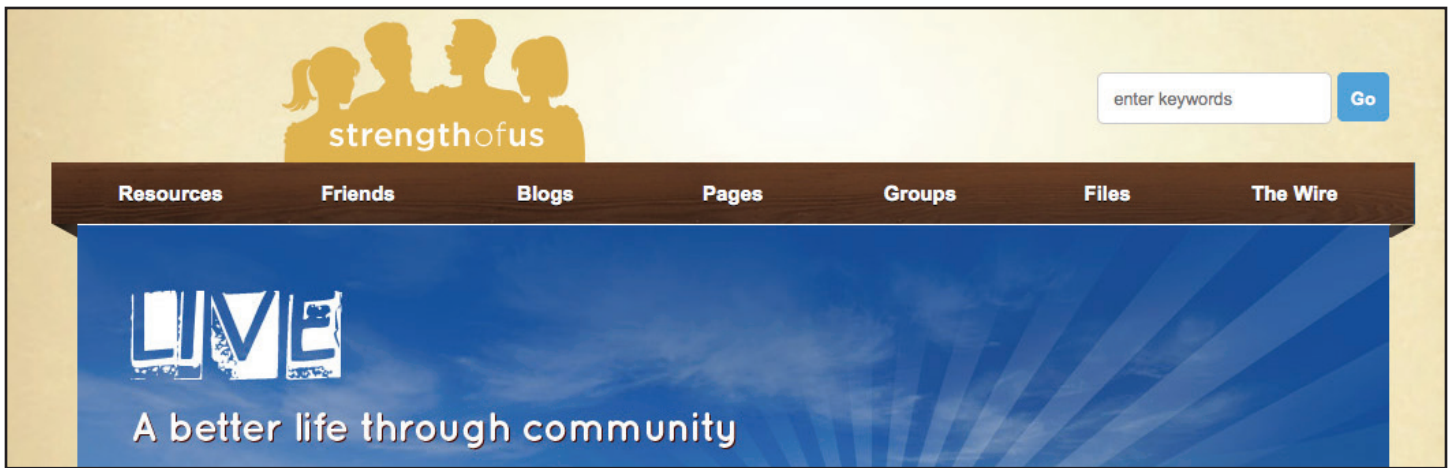 enter keywords
Go
strengthofus
Resources Friends Blogs Pages Groups Files The Wire
LIVE
A better life through community